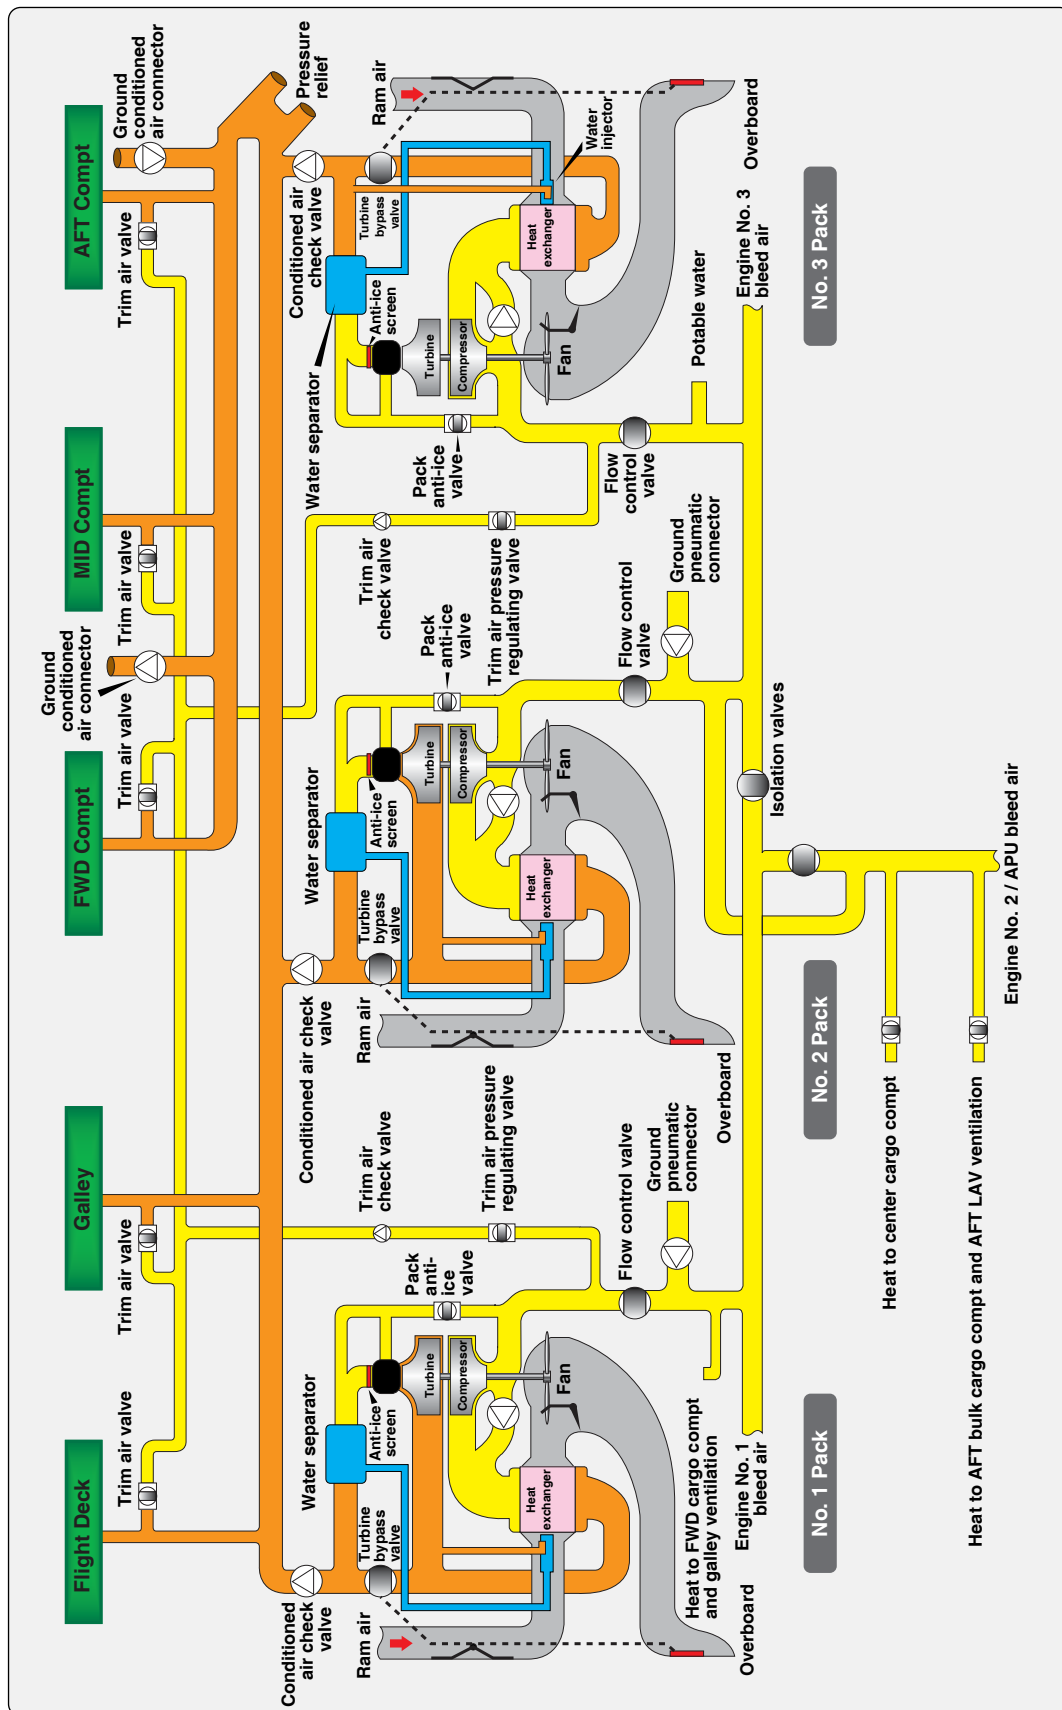 Flight Deck
Galley
FWD Compt
MID Compt
AFT Compt
Trim air valve
Trim air valve
Trim air valve
Ground
conditioned
air connector
Trim air valve
Trim air valve
Ground
conditioned
air connector
Pressure
relief
Conditioned
air check
valve
Water separator
Turbine
bypass
valve
Anti-ice
screen
Pack
anti-
ice
valve
Trim air
check valve
Trim air pressure
regulating valve
Ram air
Turbine
Compressor
Heat
exchanger
Fan
Overboard
Heat to FWD cargo compt
and galley ventilation
Flow control valve
Ground
pneumatic
connector
Engine No. 1
bleed air
No. 1 Pack
Conditioned air check
valve
Water separator
Turbine
bypass
valve
Anti-ice
screen
Pack
anti-ice
valve
Trim air
check valve
Trim air pressure
regulating valve
Ram air
Turbine
Compressor
Heat
exchanger
Fan
Overboard
Flow control
valve
Ground
pneumatic
connector
Isolation valves
No. 2 Pack
Heat to center cargo compt
Heat to AFT bulk cargo compt and AFT LAV ventilation
Engine No. 2 / APU bleed air
Water separator
Conditioned air
check valve
Anti-ice
screen
Turbine
bypass
valve
Ram air
Pack
anti-ice
valve
Turbine
Compressor
Heat
exchanger
Water
injector
Fan
Flow
control
valve
Potable water
Engine No. 3
bleed air
Overboard
No. 3 Pack